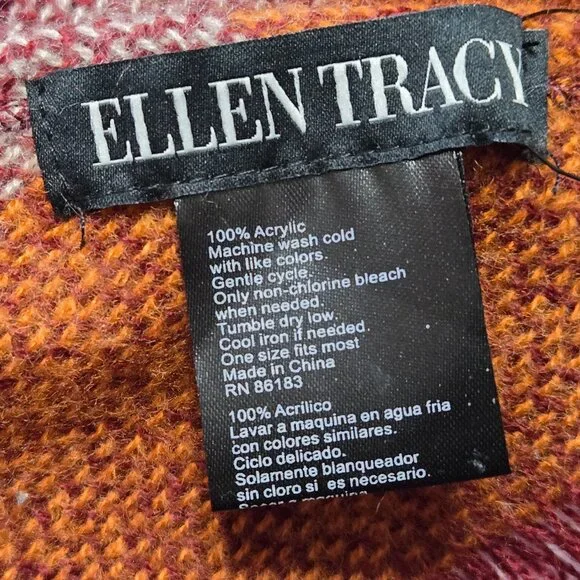 ELLEN TRACY
100% Acrylic
Machine wash cold
with like colors.
Gentle cycle.
Only non-chlorine bleach
when needed.
Tumble dry low.
Cool iron if needed.
One size fits most
Made in China
RN 86183
100% Acrilico
Lavar a maquina en agua fria
con colores similares.
Ciclo delicado.
Solamente blanqueador
sin cloro si es necesario.